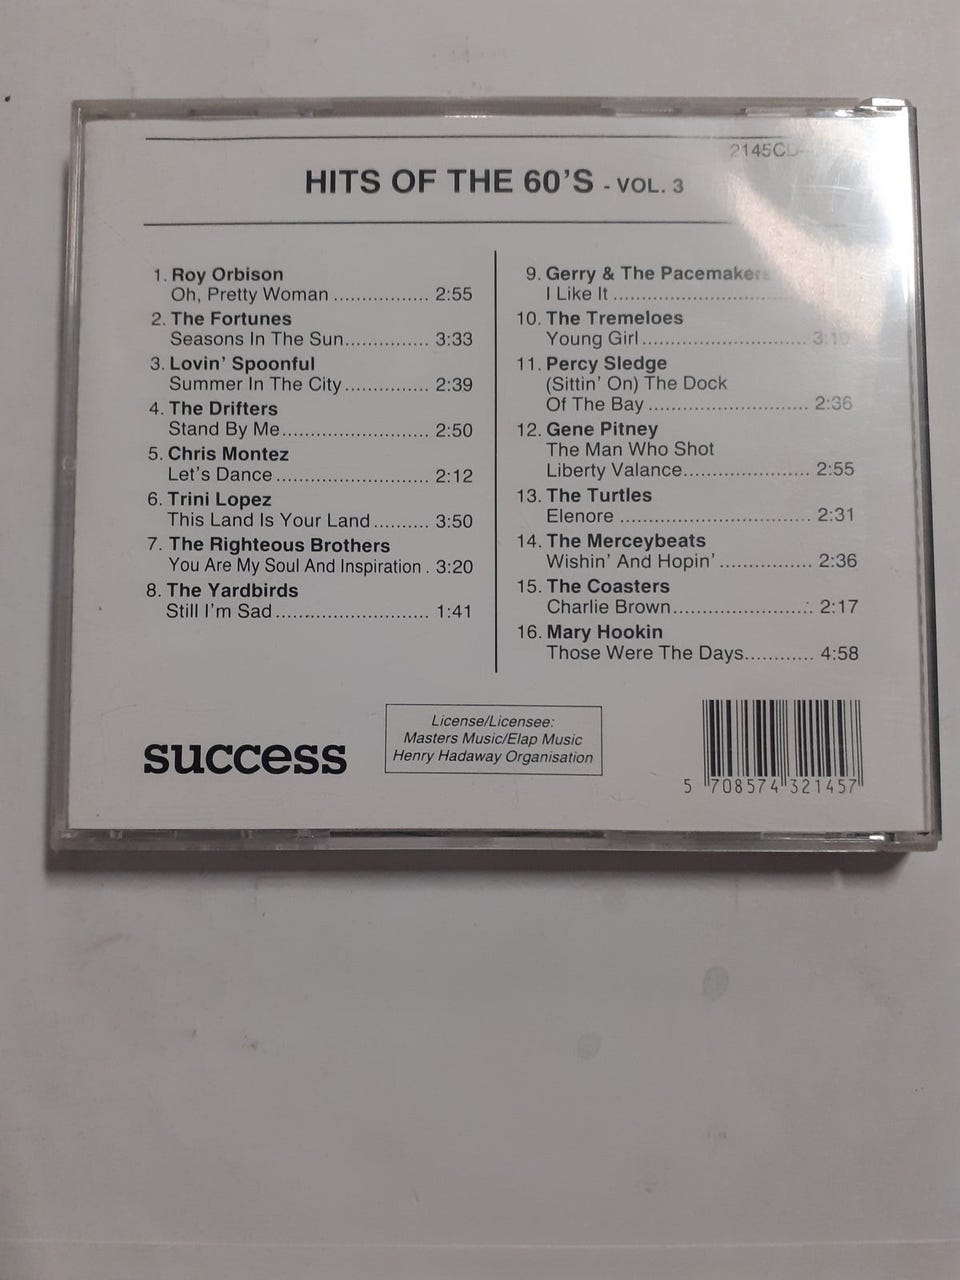 2145CD
HITS OF THE 60'S - VOL. 3
1. Roy Orbison
Oh, Pretty Woman ................ 2:55
2. The Fortunes
Seasons In The Sun.............. 3:33
3. Lovin' Spoonful
Summer In The City.............. 2:39
4. The Drifters
Stand By Me......................... 2:50
5. Chris Montez
Let's Dance .......................... 2:12
6. Trini Lopez
This Land Is Your Land ......... 3:50
7. The Righteous Brothers
You Are My Soul And Inspiration . 3:20
8. The Yardbirds
Still I'm Sad.......................... 1:41
9. Gerry & The Pacemakers
I Like It ..........................
10. The Tremeloes
Young Girl ............................ 3:19
11. Percy Sledge
(Sittin' On) The Dock
Of The Bay ........................... 2:36
12. Gene Pitney
The Man Who Shot
Liberty Valance...................... 2:55
13. The Turtles
Elenore ................................ 2:31
14. The Merceybeats
Wishin' And Hopin' ................ 2:36
15. The Coasters
Charlie Brown........................ 2:17
16. Mary Hookin
Those Were The Days............ 4:58
success
License/Licensee:
Masters Music/Elap Music
Henry Hadaway Organisation
5 708574 321457